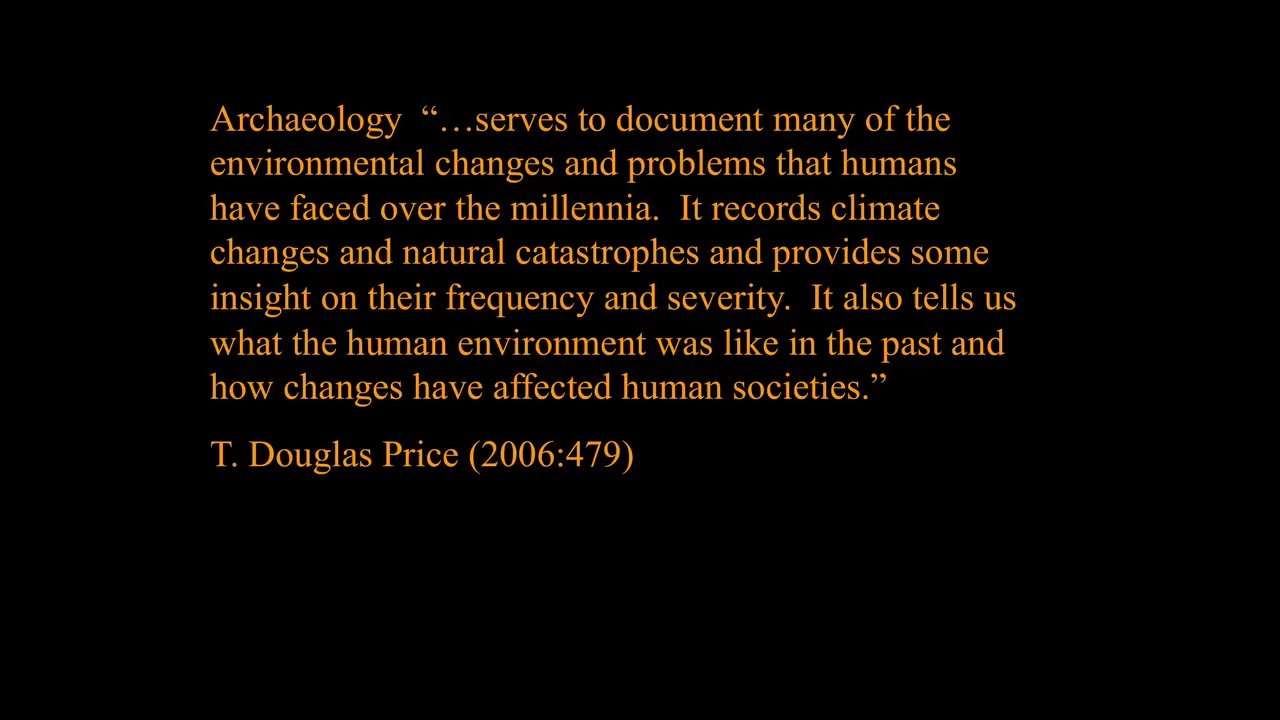 Archaeology “…serves to document many of the
environmental changes and problems that humans
have faced over the millennia.  It records climate
changes and natural catastrophes and provides some
insight on their frequency and severity.  It also tells us
what the human environment was like in the past and
how changes have affected human societies.”
T. Douglas Price (2006:479)